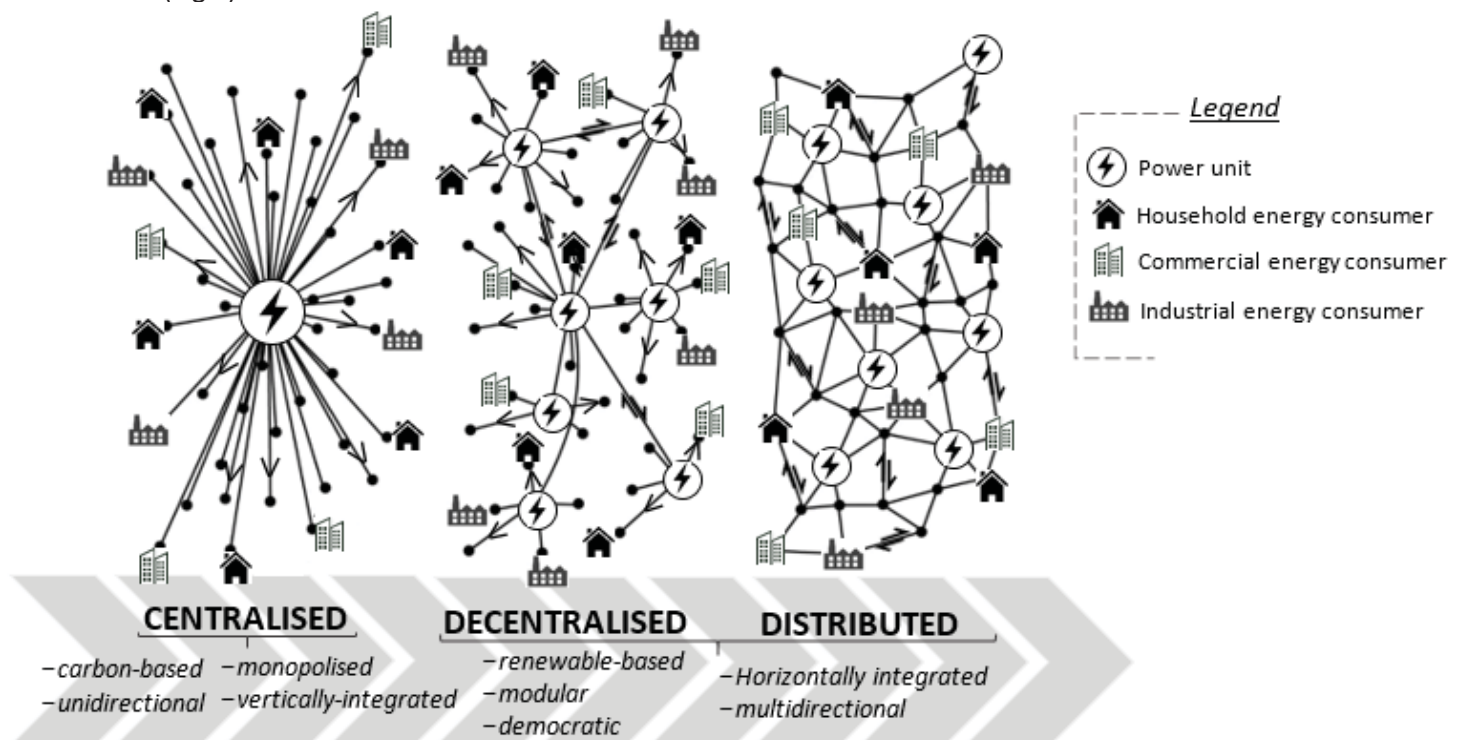 Legend
Power unit
Household energy consumer
Commercial energy consumer
Industrial energy consumer
CENTRALISED
–carbon-based
–unidirectional
–monopolised
–vertically-integrated
DECENTRALISED
DISTRIBUTED
–renewable-based
–modular
–democratic
–Horizontally integrated
–multidirectional